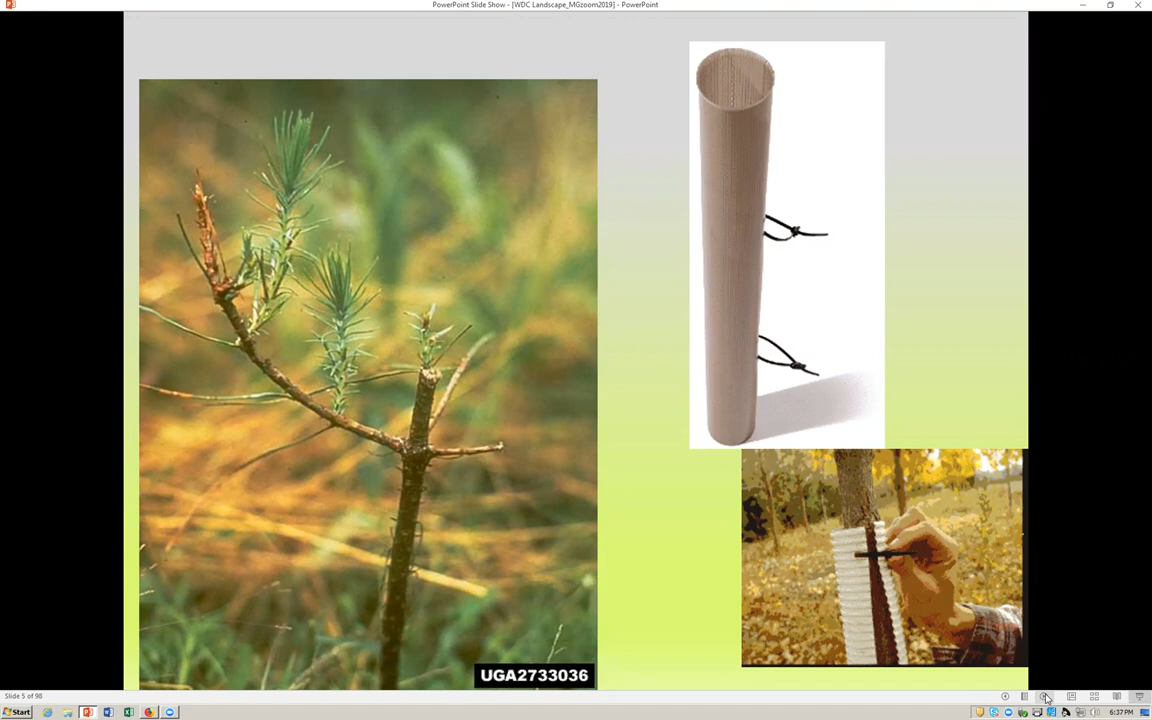 PowerPoint Slide Show - [WDC Landscape_MGzoom2019] - PowerPoint
UGA2733036
Slide 5 of 98
Start
6:37 PM